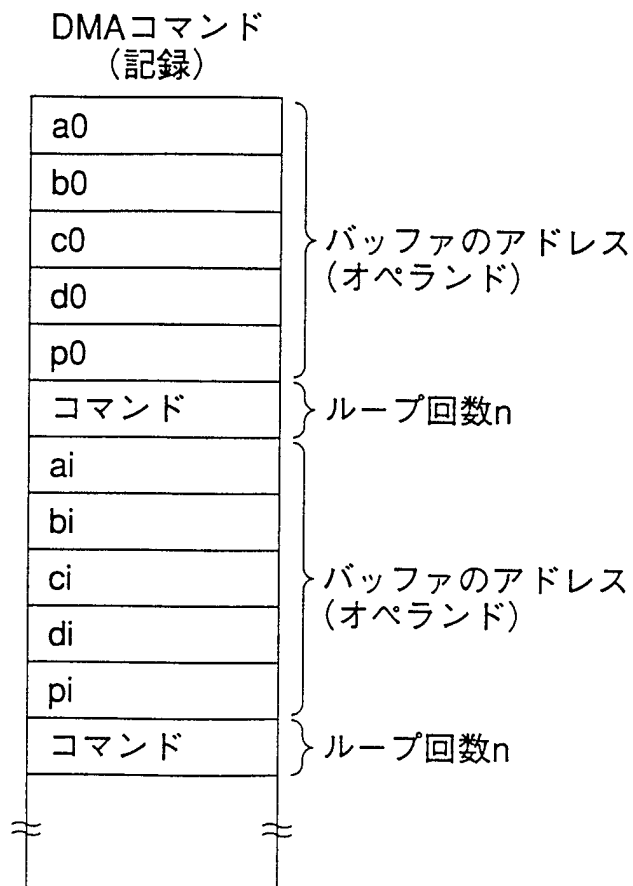 DMAコマンド
(記録)
a0
b0
c0
d0
p0
バッファのアドレス
(オペランド)
コマンド
ループ回数n
ai
bi
ci
di
pi
バッファのアドレス
(オペランド)
コマンド
ループ回数n